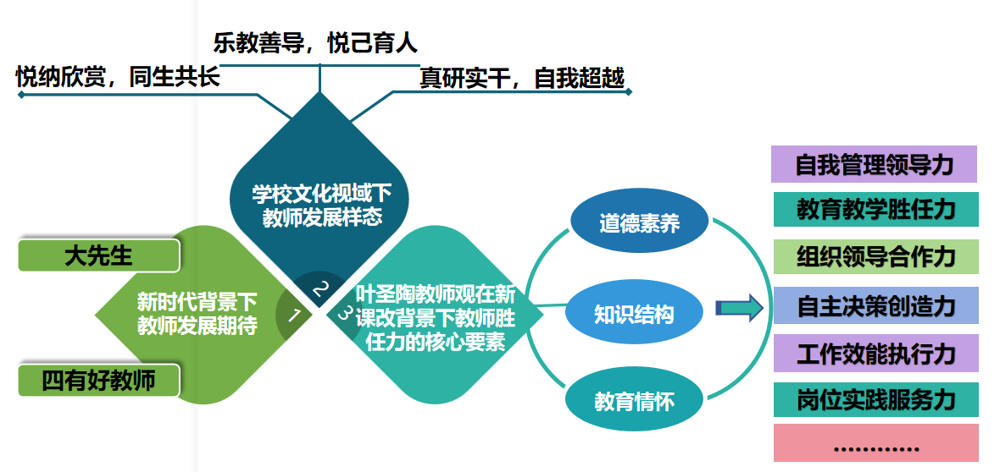 乐教善导，悦己育人
悦纳欣赏，同生共长
真研实干，自我超越
学校文化视域下
教师发展样态
2
大先生
新时代背景下
教师发展期待
1
四有好教师
3
叶圣陶教师观在新
课改背景下教师胜
任力的核心要素
道德素养
知识结构
教育情怀
自我管理领导力
教育教学胜任力
组织领导合作力
自主决策创造力
工作效能执行力
岗位实践服务力
…………